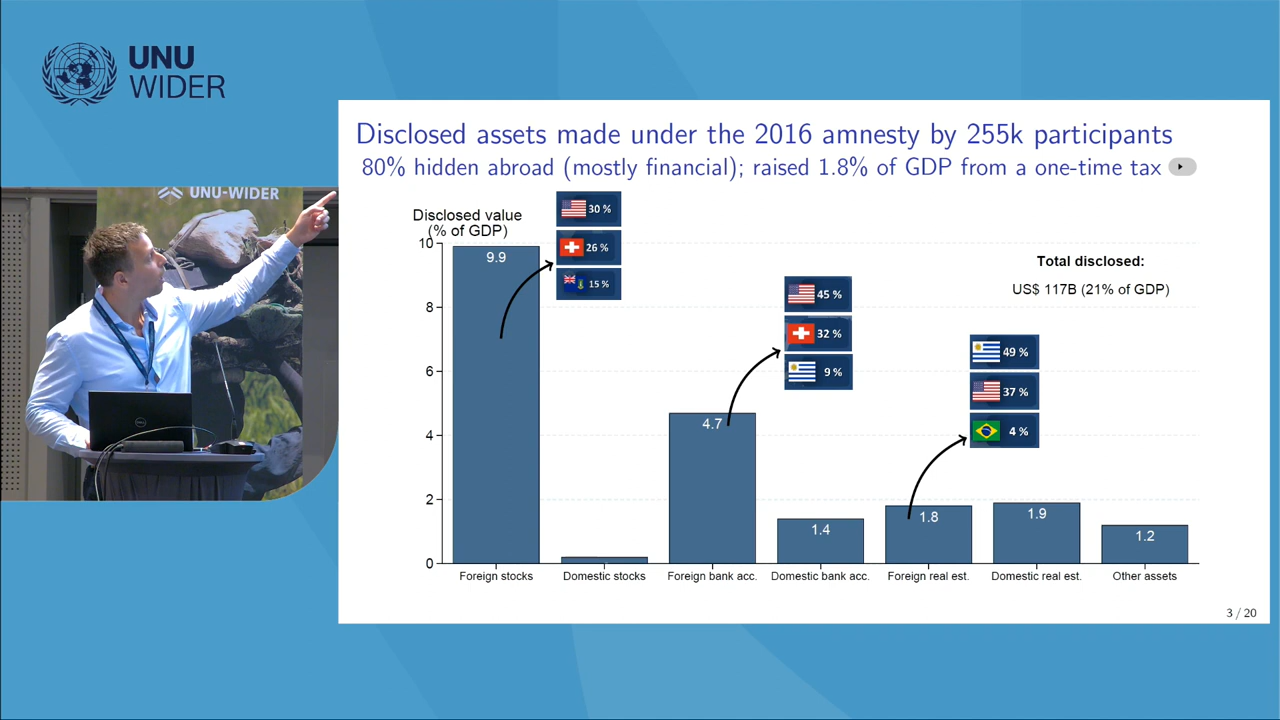 UNU
WIDER
UNU-WIDER
Disclosed assets made under the 2016 amnesty by 255k participants
80% hidden abroad (mostly financial); raised 1.8% of GDP from a one-time tax
Disclosed value
(% of GDP)
10
8
6
4
2
0
9.9
4.7
1.4
1.8
1.9
1.2
30 %
26 %
15 %
45 %
32 %
9 %
49 %
37 %
4 %
Total disclosed:
US$ 117B (21% of GDP)
Foreign stocks
Domestic stocks
Foreign bank acc.
Domestic bank acc.
Foreign real est.
Domestic real est.
Other assets
3 / 20